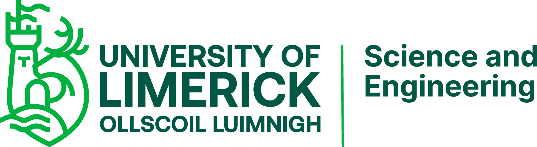 UNIVERSITY OF
LIMERICK
OLLSCOIL LUIMNIGH
Science and
Engineering